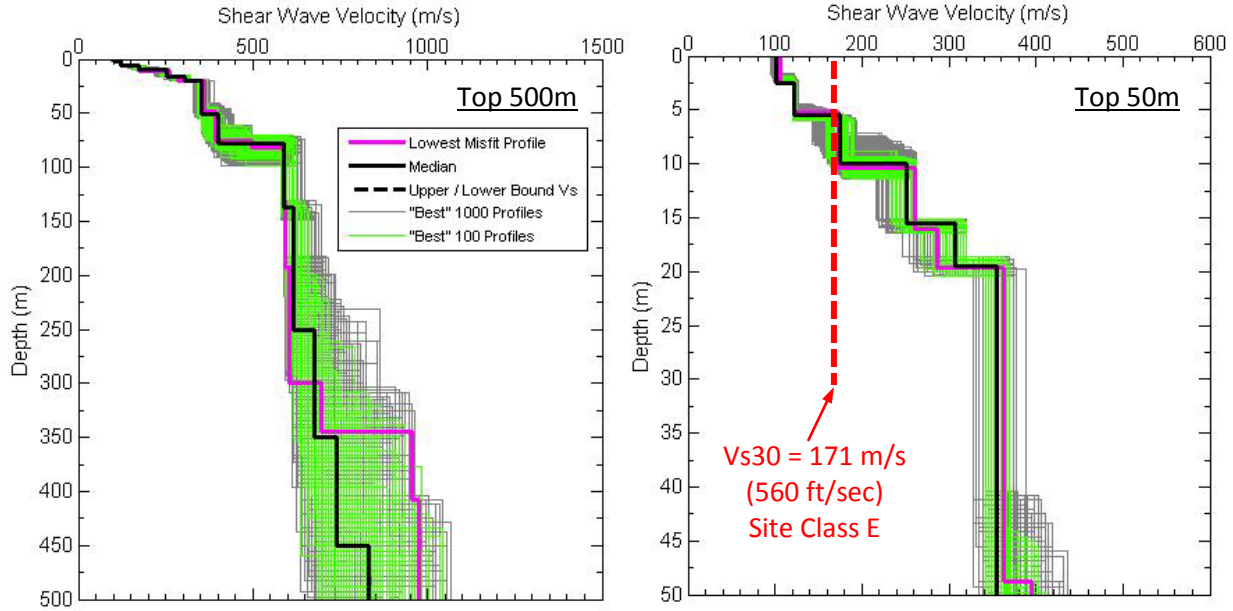 Shear Wave Velocity (m/s)
0 500 1000 1500
0
50
100
150
200
250
300
350
400
450
500
Depth (m)
Top 500m
Lowest Misfit Profile
Median
Upper / Lower Bound Vs
"Best" 1000 Profiles
"Best" 100 Profiles
Shear Wave Velocity (m/s)
0 100 200 300 400 500 600
0
5
10
15
20
25
30
35
40
45
50
Depth (m)
Top 50m
Vs30 = 171 m/s
(560 ft/sec)
Site Class E